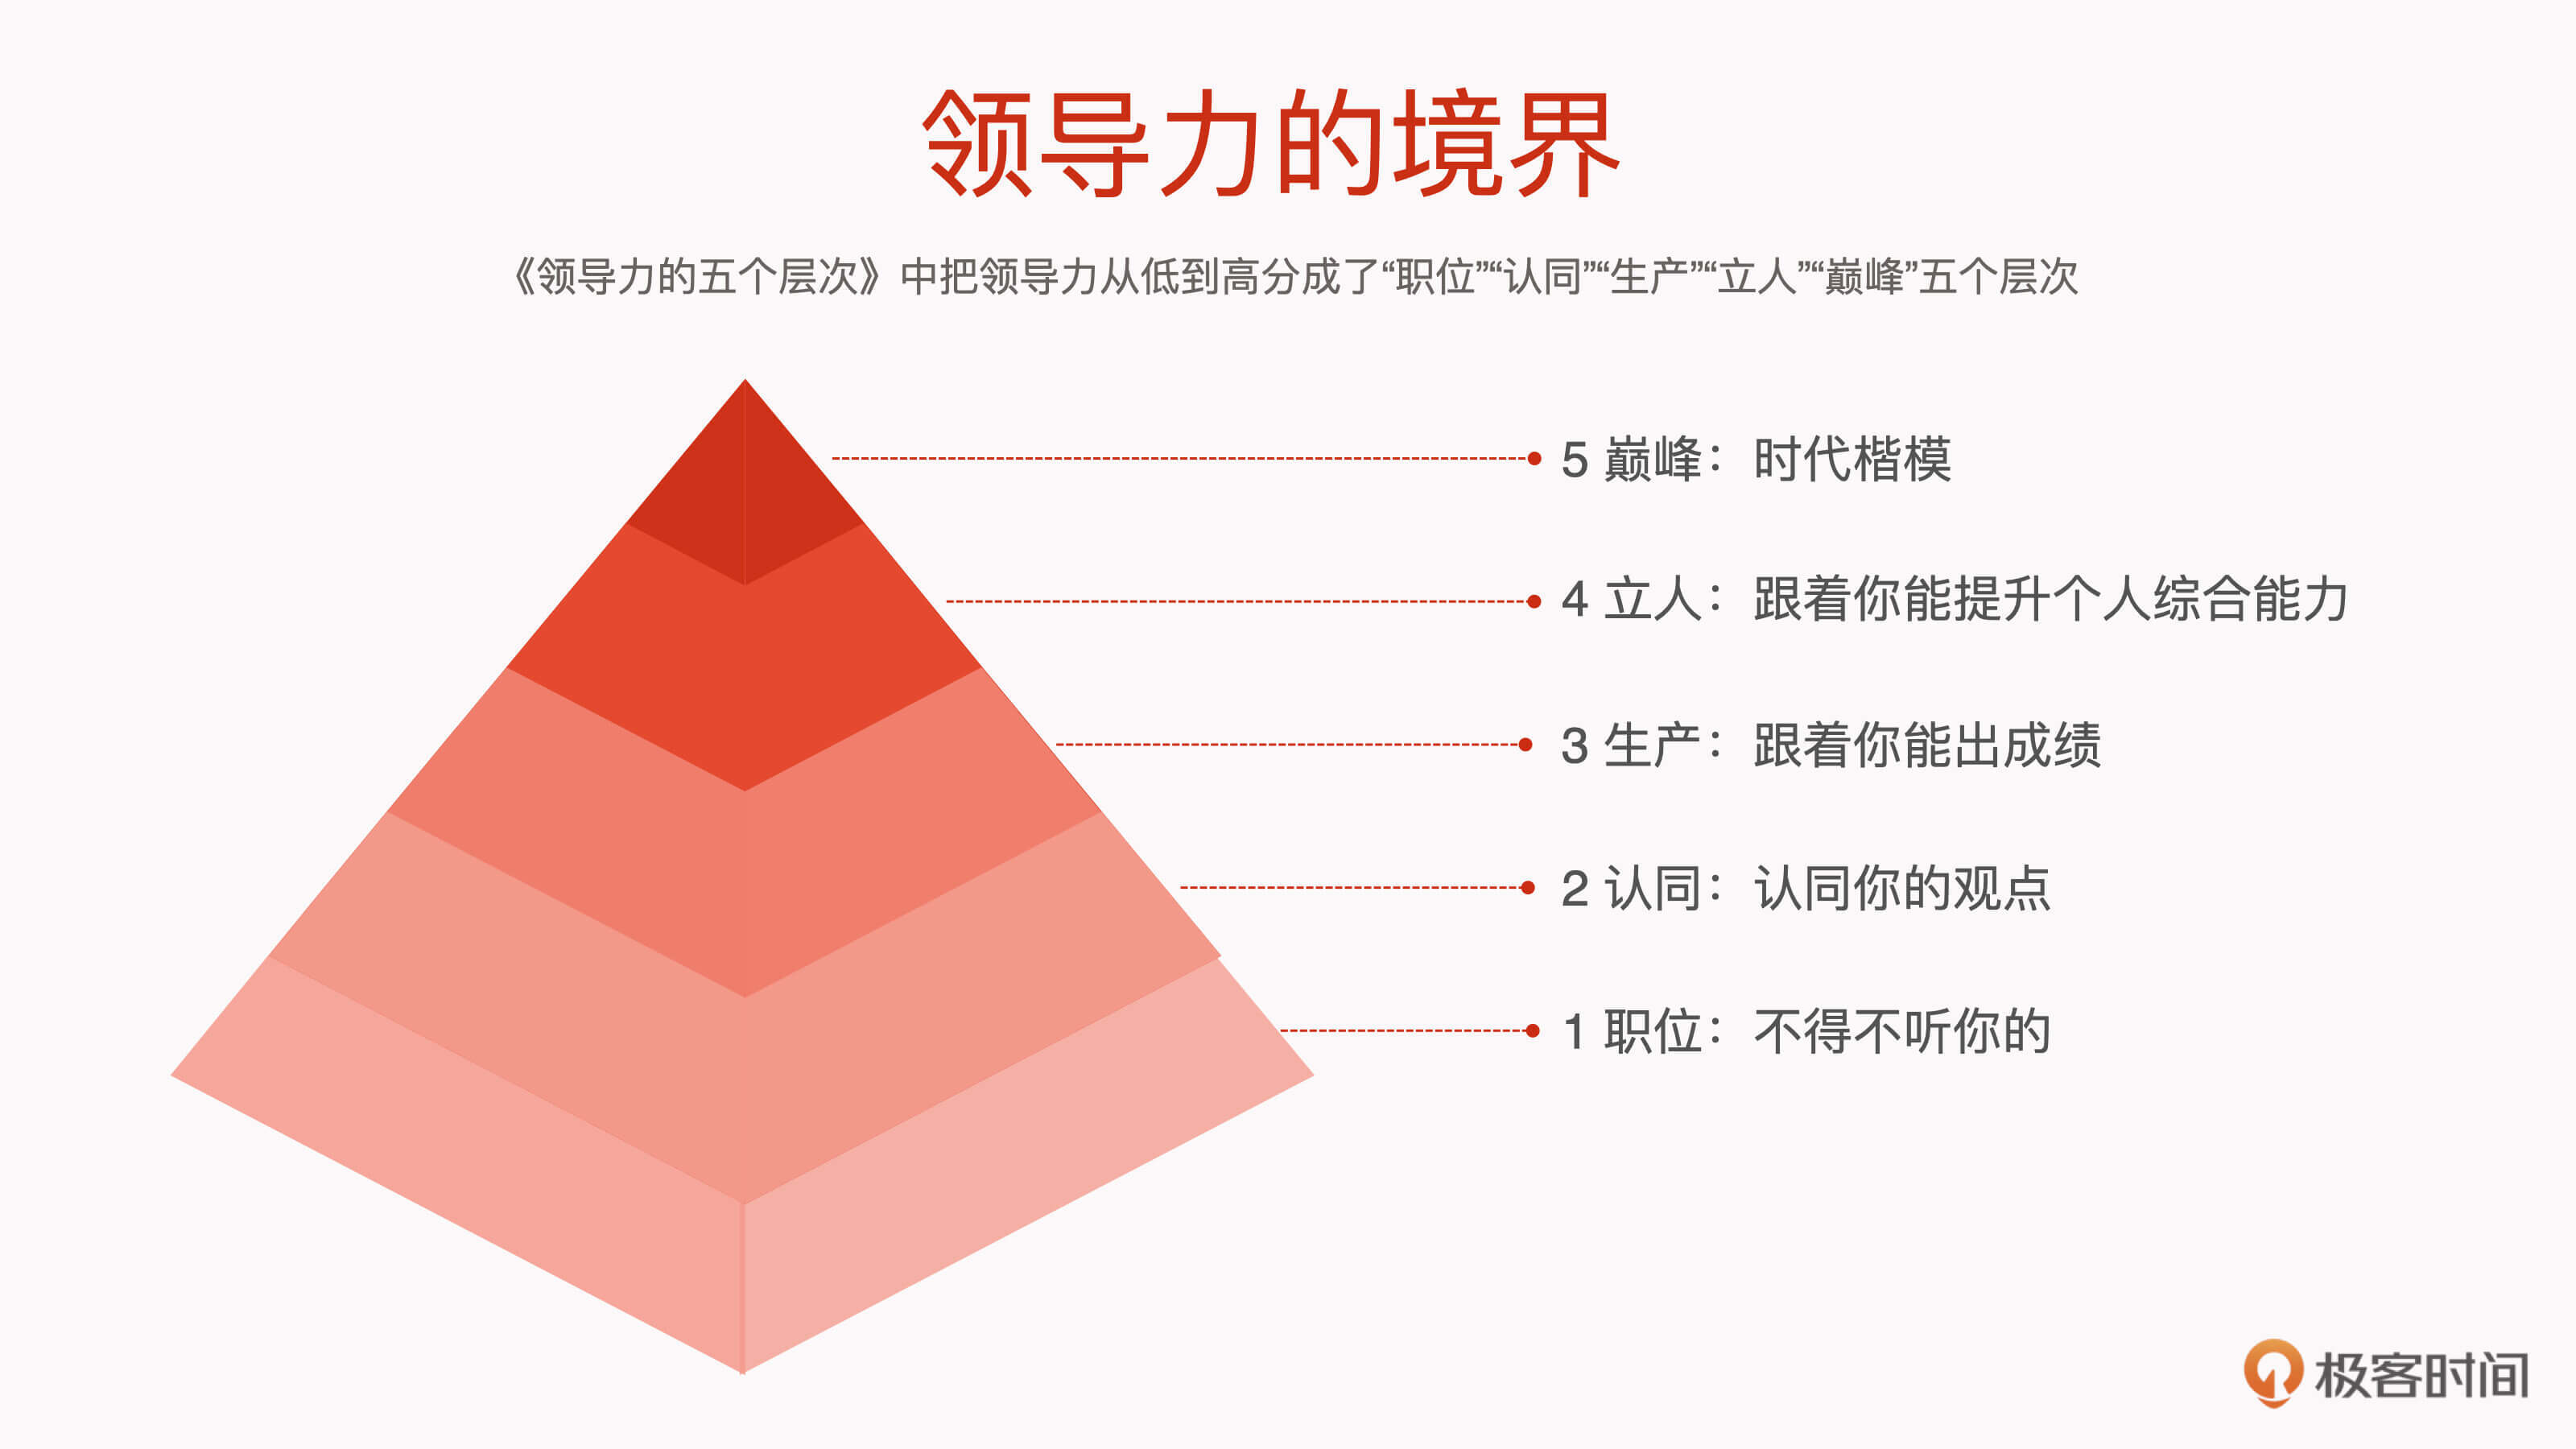 领导力的境界
《领导力的五个层次》中把领导力从低到高分成了“职位”“认同”“生产”“立人”“巅峰”五个层次
5 巅峰：时代楷模
4 立人：跟着你能提升个人综合能力
3 生产：跟着你能出成绩
2 认同：认同你的观点
1 职位：不得不听你的
极客时间